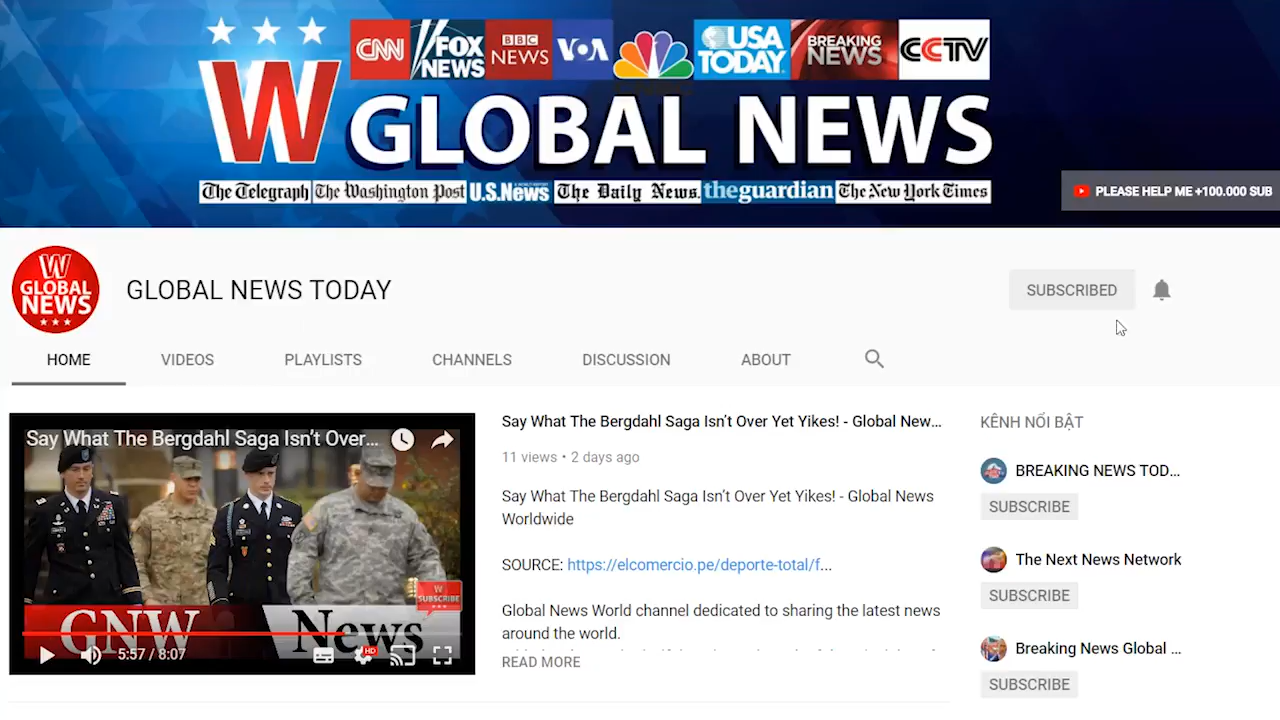 CNN
FOX NEWS
BBC NEWS
VOA
USA TODAY
BREAKING NEWS
CCTV
W GLOBAL NEWS
The Telegraph
The Washington Post
U.S.News
The Daily News.
theguardian
The New York Times
PLEASE HELP ME +100.000 SUB
W
GLOBAL
NEWS
GLOBAL NEWS TODAY
SUBSCRIBED
HOME
VIDEOS
PLAYLISTS
CHANNELS
DISCUSSION
ABOUT
Say What The Bergdahl Saga Isn’t Over...
W
SUBSCRIBE
GNW News
5:57 / 8:07
HD
Say What The Bergdahl Saga Isn’t Over Yet Yikes! - Global New...
11 views • 2 days ago
Say What The Bergdahl Saga Isn’t Over Yet Yikes! - Global News
Worldwide
SOURCE: https://elcomercio.pe/deporte-total/f...
Global News World channel dedicated to sharing the latest news
around the world.
READ MORE
KÊNH NỔI BẬT
BREAKING NEWS TOD...
SUBSCRIBE
The Next News Network
SUBSCRIBE
Breaking News Global ...
SUBSCRIBE